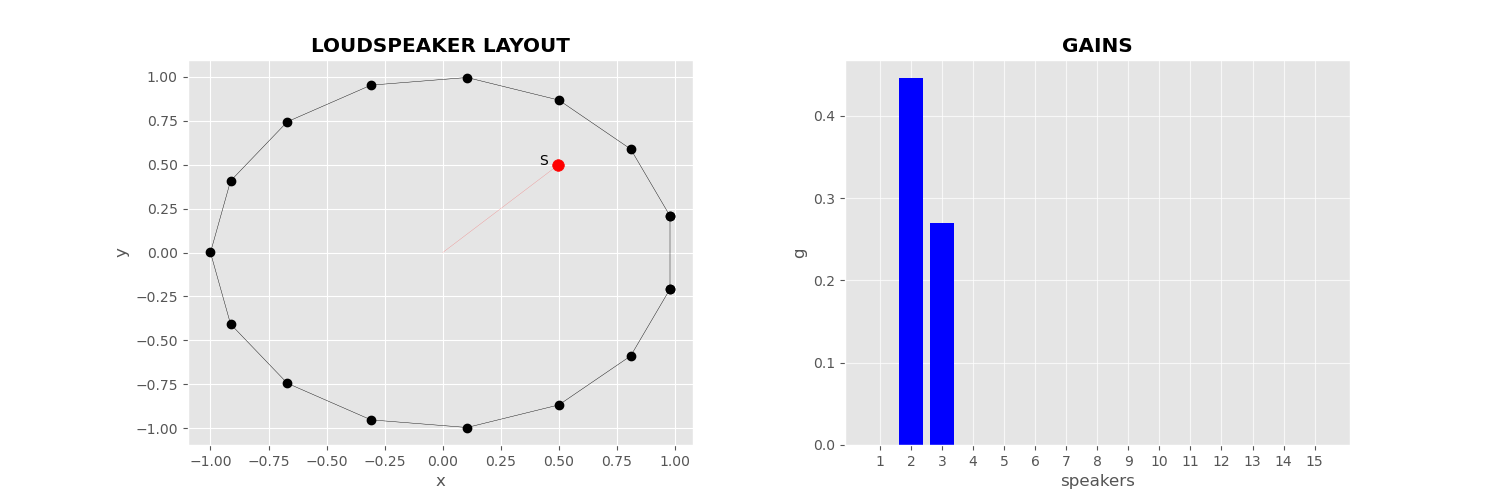 LOUDSPEAKER LAYOUT
1.00
0.75
0.50
0.25
0.00
−0.25
−0.50
−0.75
−1.00
y
S
−1.00 −0.75 −0.50 −0.25 0.00 0.25 0.50 0.75 1.00
x
GAINS
0.4
0.3
0.2
0.1
0.0
g
1 2 3 4 5 6 7 8 9 10 11 12 13 14 15
speakers